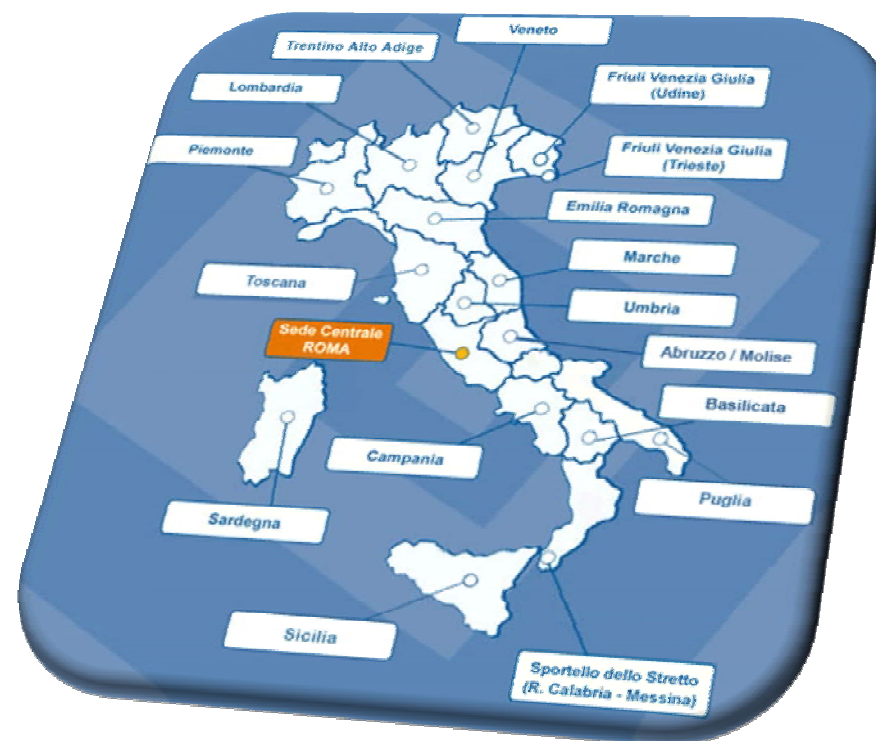 Veneto
Trentino Alto Adige
Lombardia
Friuli Venezia Giulia
(Udine)
Piemonte
Friuli Venezia Giulia
(Trieste)
Emilia Romagna
Marche
Toscana
Umbria
Sede Centrale
ROMA
Abruzzo / Molise
Basilicata
Campania
Puglia
Sardegna
Sicilia
Sportello dello Stretto
(R. Calabria - Messina)